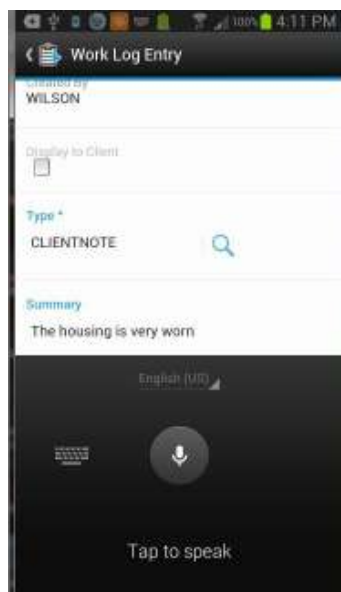 100% 4:11 PM
Work Log Entry
Created By
WILSON
Display to Client
Type *
CLIENTNOTE
Summary
The housing is very worn
English (US)
Tap to speak